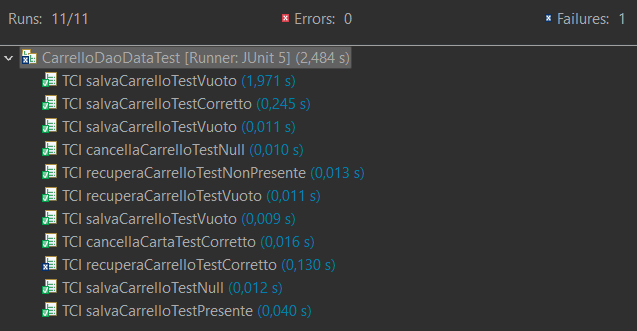 Runs: 11/11 Errors: 0 Failures: 1
CarrelloDaoDataTest [Runner: JUnit 5] (2,484 s)
TCI salvaCarrelloTestVuoto (1,971 s)
TCI salvaCarrelloTestCorretto (0,245 s)
TCI salvaCarrelloTestVuoto (0,011 s)
TCI cancellaCarrelloTestNull (0,010 s)
TCI recuperaCarrelloTestNonPresente (0,013 s)
TCI recuperaCarrelloTestVuoto (0,011 s)
TCI salvaCarrelloTestVuoto (0,009 s)
TCI cancellaCartaTestCorretto (0,016 s)
TCI recuperaCarrelloTestCorretto (0,130 s)
TCI salvaCarrelloTestNull (0,012 s)
TCI salvaCarrelloTestPresente (0,040 s)